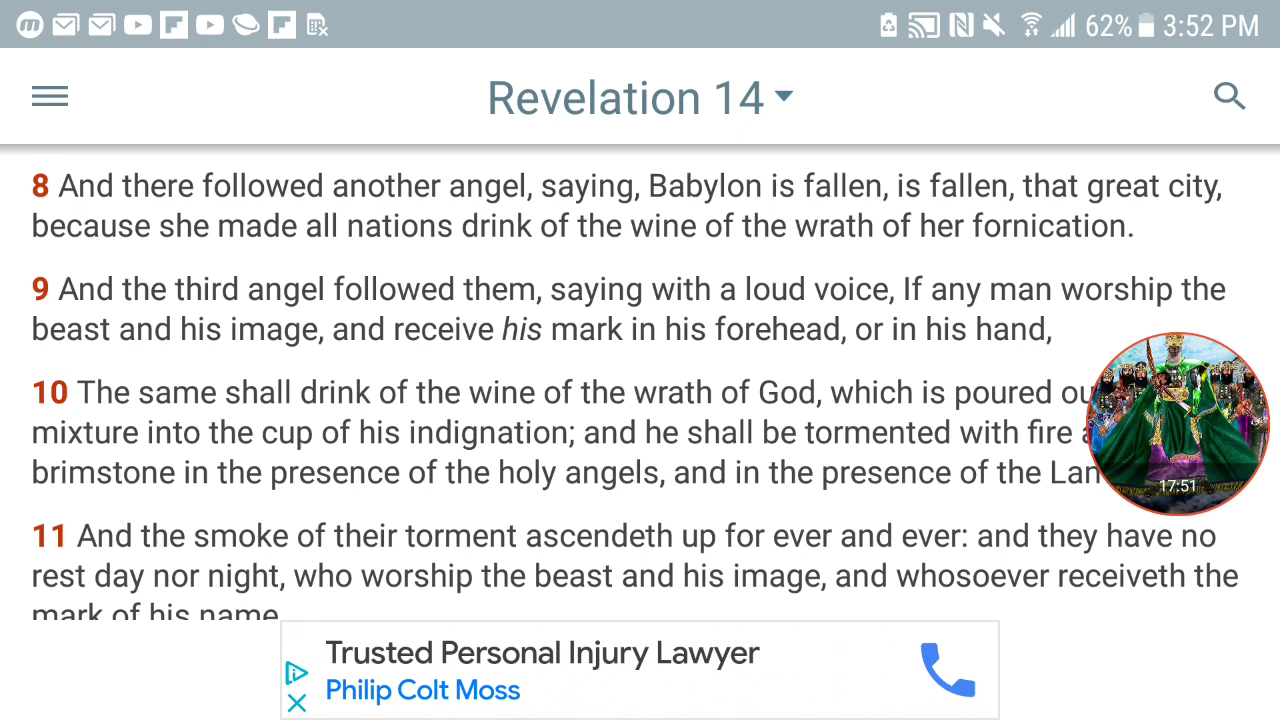 62% 3:52 PM
Revelation 14
8 And there followed another angel, saying, Babylon is fallen, is fallen, that great city,
because she made all nations drink of the wine of the wrath of her fornication.
9 And the third angel followed them, saying with a loud voice, If any man worship the
beast and his image, and receive his mark in his forehead, or in his hand,
10 The same shall drink of the wine of the wrath of God, which is poured
mixture into the cup of his indignation; and he shall be tormented with fire
brimstone in the presence of the holy angels, and in the presence of the
17:51
11 And the smoke of their torment ascendeth up for ever and ever: and they have no
rest day nor night, who worship the beast and his image, and whosoever receiveth the
mark of his name
Trusted Personal Injury Lawyer
Philip Colt Moss